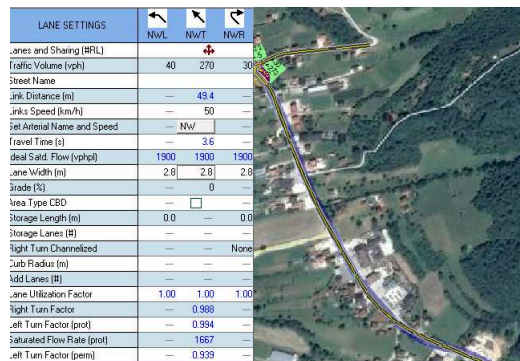 LANE SETTINGS NWL NWT NWR
Lanes and Sharing (#RL)
Traffic Volume (vph) 40 270 30
Street Name
Link Distance (m) — 49.4 —
Links Speed (km/h) — 50 —
Set Arterial Name and Speed — NW —
Travel Time (s) — 3.6 —
Ideal Satd. Flow (vphpl) 1900 1900 1900
Lane Width (m) 2.8 2.8 2.8
Grade (%) — 0 —
Area Type CBD — —
Storage Length (m) 0.0 — 0.0
Storage Lanes (#) — — —
Right Turn Channelized — — None
Curb Radius (m) — — —
Add Lanes (#) — — —
Lane Utilization Factor 1.00 1.00 1.00
Right Turn Factor — 0.988 —
Left Turn Factor (prot) — 0.994 —
Saturated Flow Rate (prot) — 1667 —
Left Turn Factor (perm) — 0.939 —